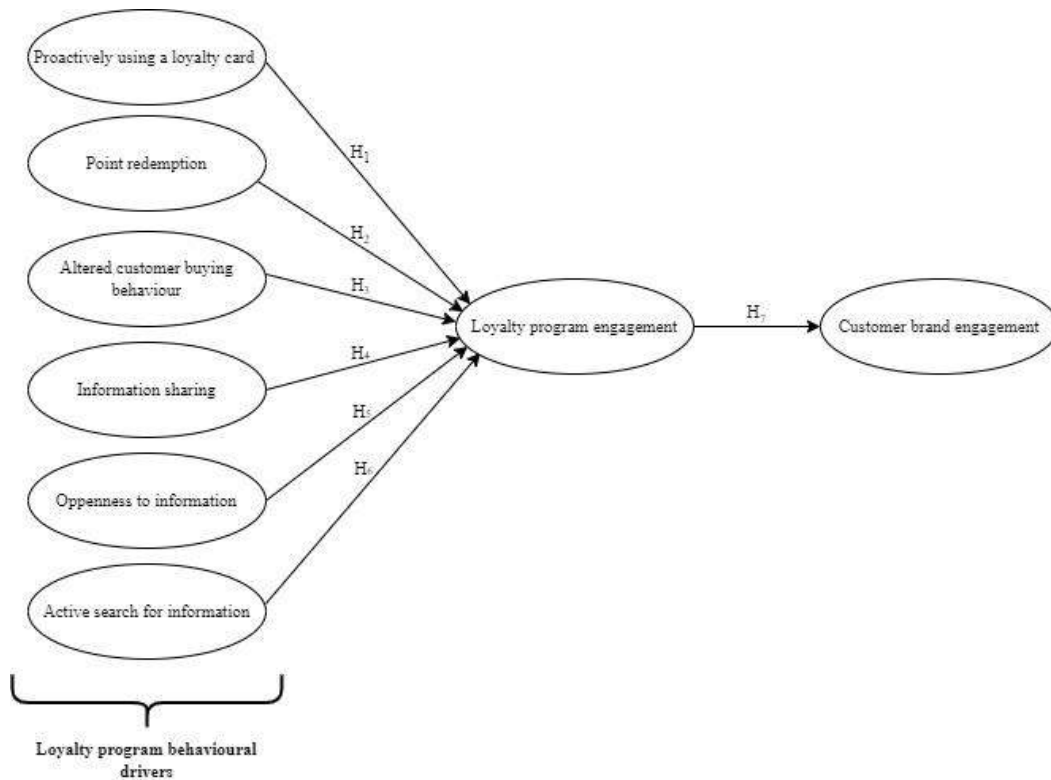 Proactively using a loyalty card
H1
Point redemption
H2
Altered customer buying
behaviour
H3
Loyalty program engagement
H7
Customer brand engagement
Information sharing
H4
H5
Oppenness to information
H6
Active search for information
Loyalty program behavioural
drivers